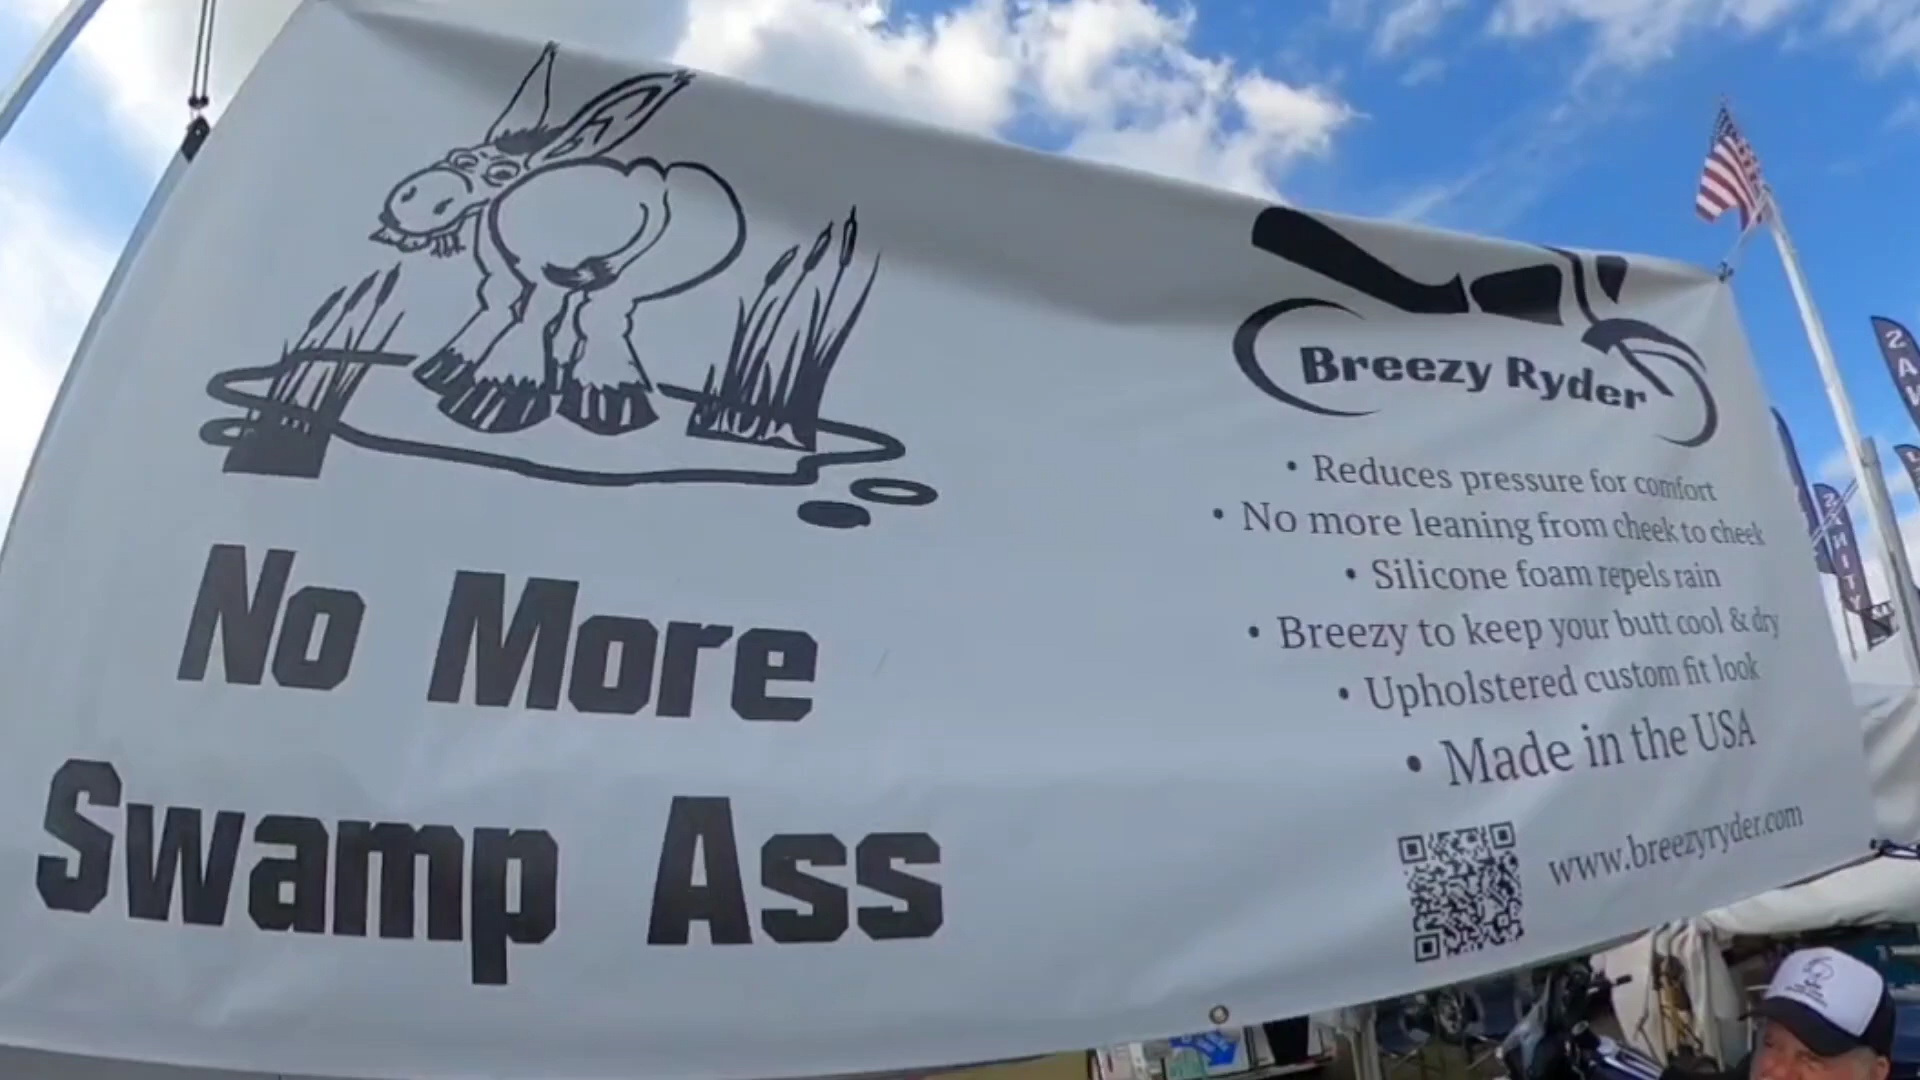 No More
Swamp Ass
Breezy Ryder
• Reduces pressure for comfort
• No more leaning from cheek to cheek
• Silicone foam repels rain
• Breezy to keep your butt cool & dry
• Upholstered custom fit look
• Made in the USA
www.breezyryder.com